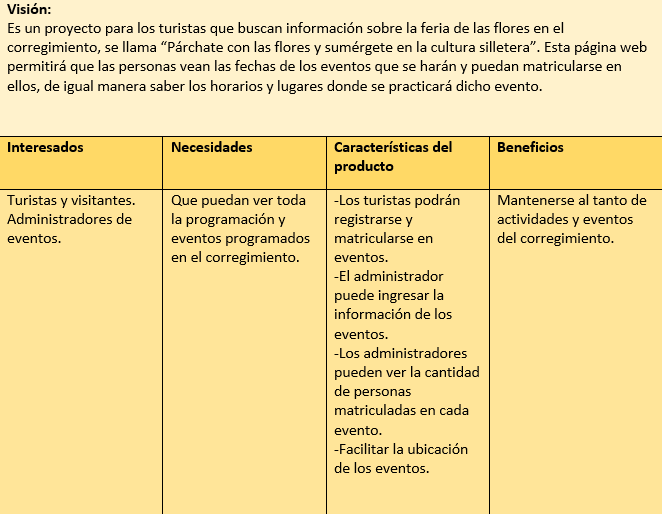 Visión:
Es un proyecto para los turistas que buscan información sobre la feria de las flores en el
corregimiento, se llama “Párchate con las flores y sumérgete en la cultura silletera”. Esta página web
permitirá que las personas vean las fechas de los eventos que se harán y puedan matricularse en
ellos, de igual manera saber los horarios y lugares donde se practicará dicho evento.
Interesados
Necesidades
Características del
producto
Beneficios
Turistas y visitantes.
Administradores de
eventos.
Que puedan ver toda
la programación y
eventos programados
en el corregimiento.
-Los turistas podrán
registrarse y
matricularse en
eventos.
-El administrador
puede ingresar la
información de los
eventos.
-Los administradores
pueden ver la cantidad
de personas
matriculadas en cada
evento.
-Facilitar la ubicación
de los eventos.
Mantenerse al tanto de
actividades y eventos
del corregimiento.